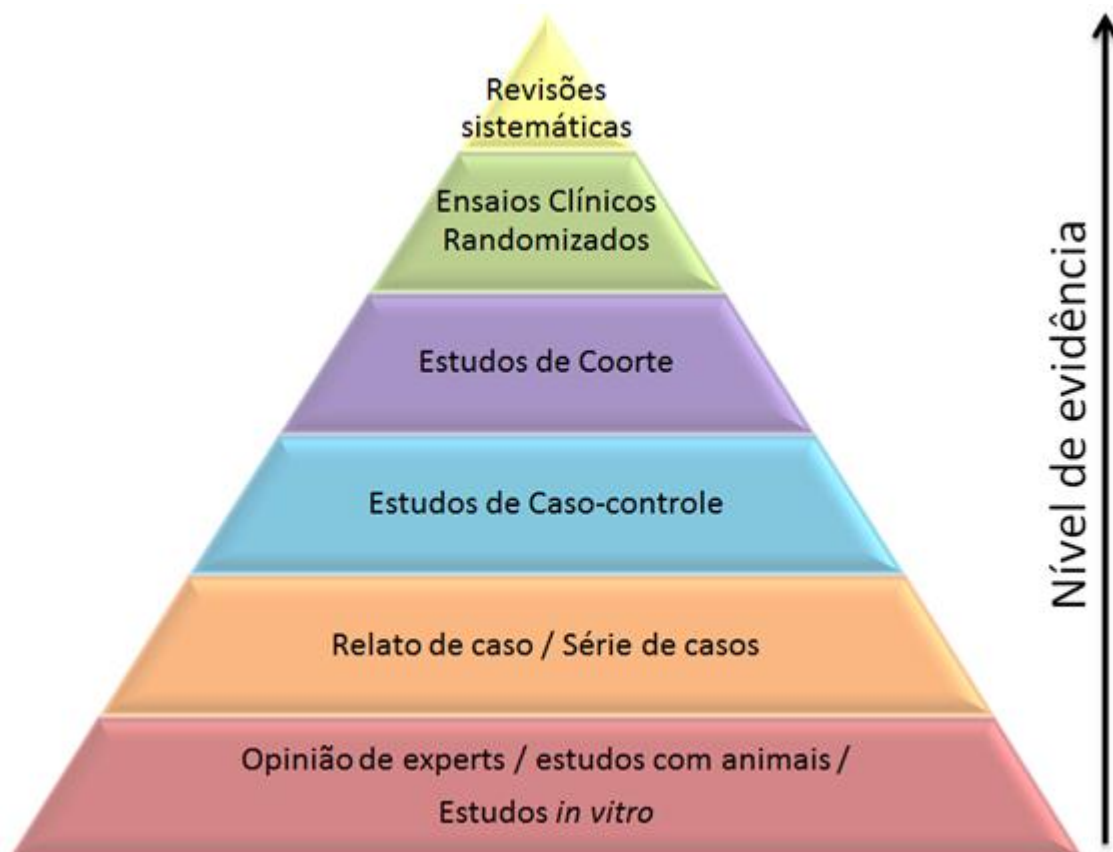 Revisões
sistemáticas
Ensaios Clínicos
Randomizados
Estudos de Coorte
Estudos de Caso-controle
Relato de caso / Série de casos
Opinião de experts / estudos com animais /
Estudos in vitro
Nível de evidência